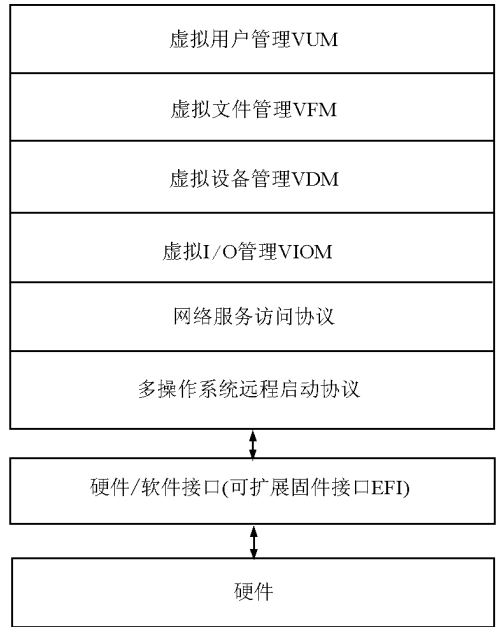 虚拟用户管理VUM
虚拟文件管理VFM
虚拟设备管理VDM
虚拟I/O管理VIOM
网络服务访问协议
多操作系统远程启动协议
硬件/软件接口(可扩展固件接口EFI)
硬件